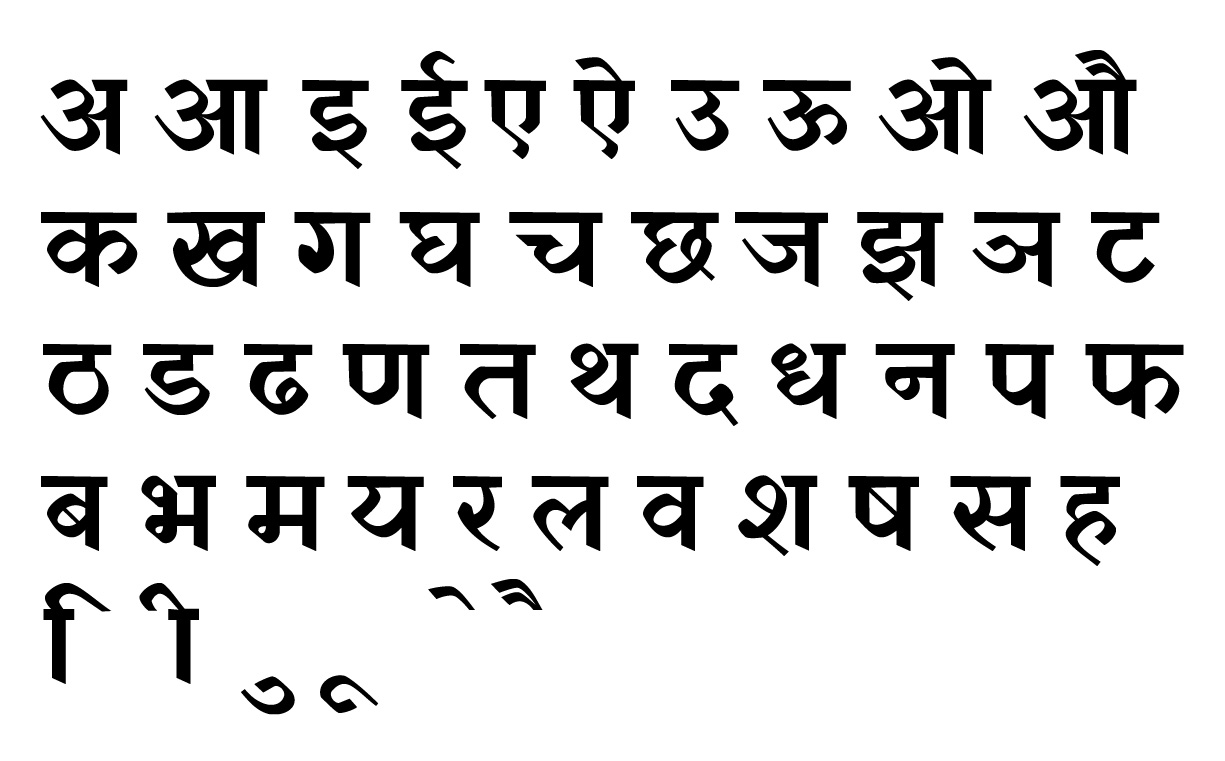 अ आ इ ई ए ऐ उ ऊ ओ औ
क ख ग घ च छ ज झ ञ ट
ठ ड ढ ण त थ द ध न प फ
ब भ म य र ल व श ष स ह
ि ी ु ू े ै